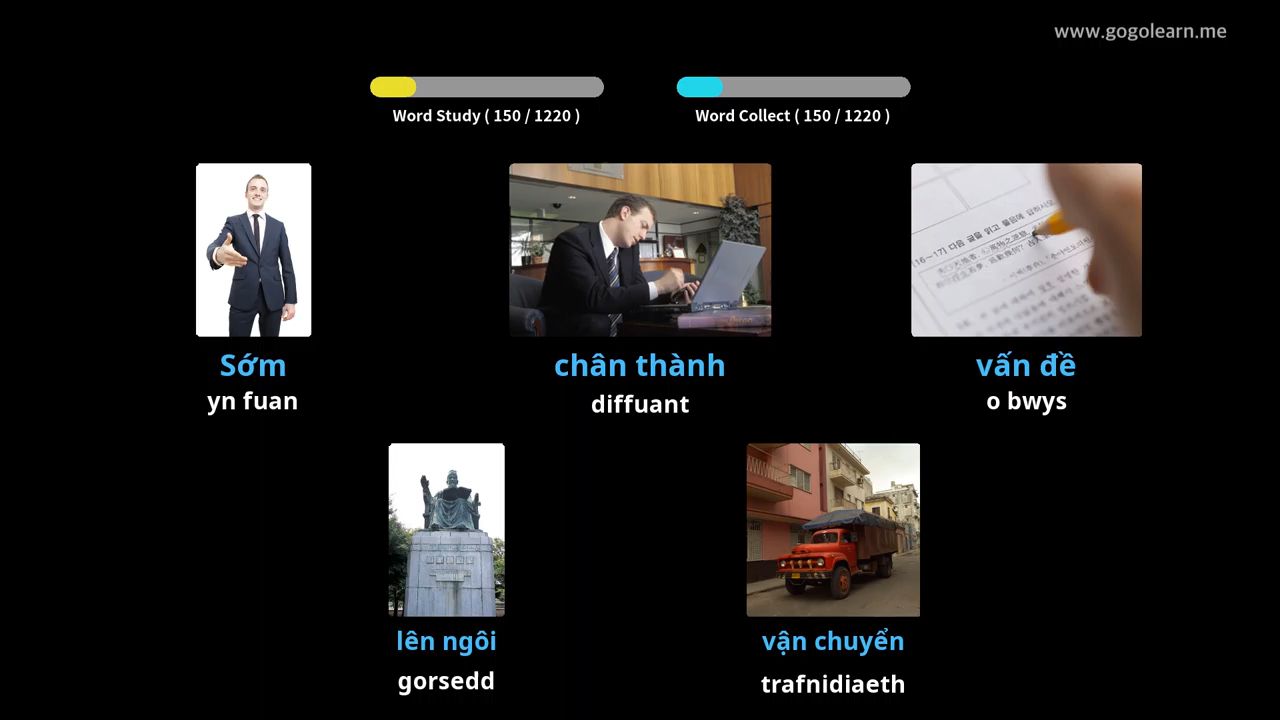 www.gogolearn.me
Word Study ( 150 / 1220 )
Word Collect ( 150 / 1220 )
Sớm
yn fuan
chân thành
diffuant
vấn đề
o bwys
lên ngôi
gorsedd
vận chuyển
trafnidiaeth